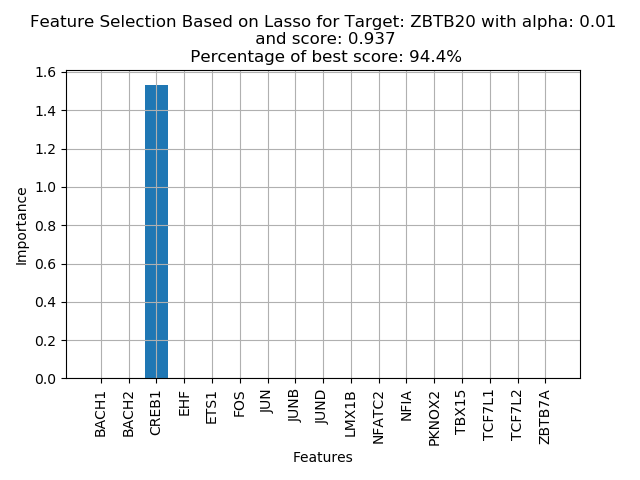 Feature Selection Based on Lasso for Target: ZBTB20 with alpha: 0.01
and score: 0.937
Percentage of best score: 94.4%
1.6
1.4
1.2
1.0
0.8
0.6
0.4
0.2
0.0
Importance
BACH1
BACH2
CREB1
EHF
ETS1
FOS
JUN
JUNB
JUND
LMX1B
NFATC2
NFIA
PKNOX2
TBX15
TCF7L1
TCF7L2
ZBTB7A
Features